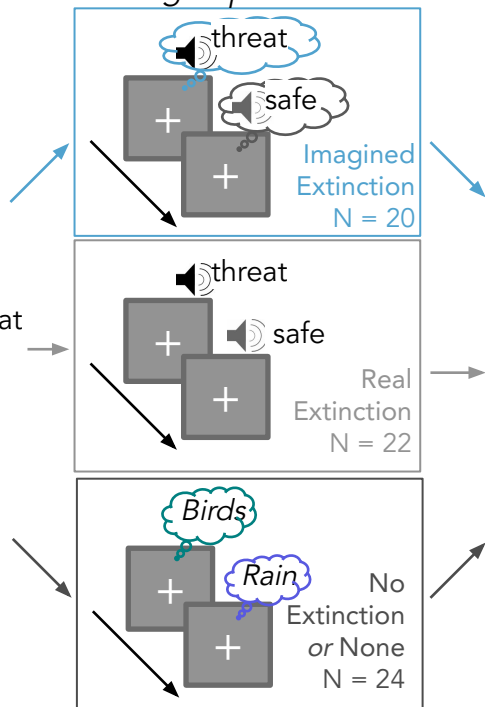 threat
safe
Imagined
Extinction
N = 20
threat
safe
Real
Extinction
N = 22
at
Birds
Rain
No
Extinction
or None
N = 24